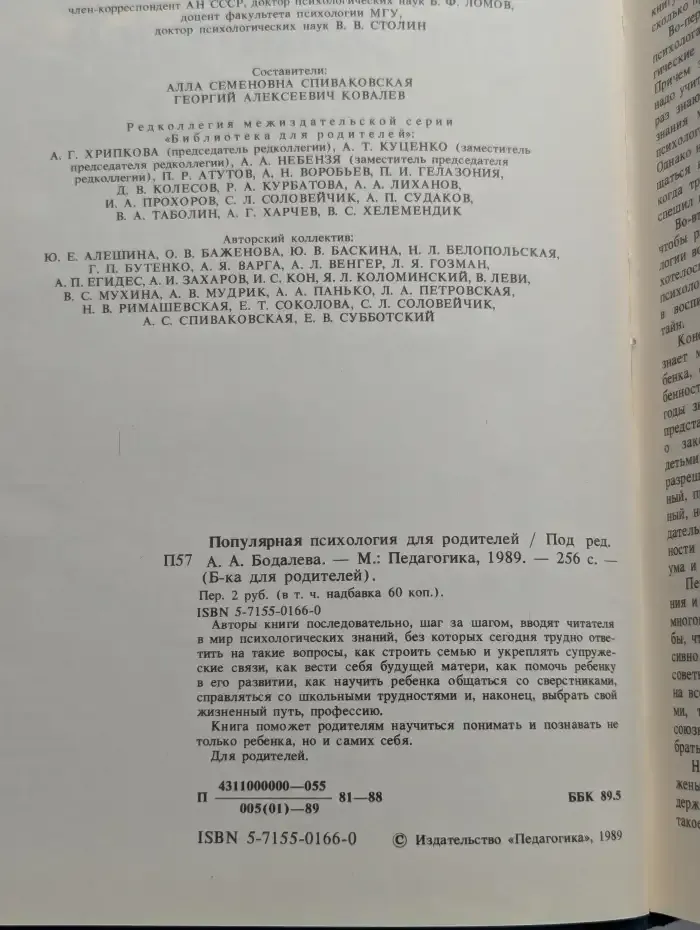 член-корреспондент АН СССР, доктор психологических наук Б. Ф. ЛОМОВ,
доцент факультета психологии МГУ,
доктор психологических наук В. В. СТОЛИН
Составители:
АЛЛА СЕМЕНОВНА СПИВАКОВСКАЯ
ГЕОРГИЙ АЛЕКСЕЕВИЧ КОВАЛЕВ
Редколлегия межиздательской серии
«Библиотека для родителей»:
А. Г. ХРИПКОВА (председатель редколлегии), А. Т. КУЦЕНКО (заместитель
председателя редколлегии), А. А. НЕБЕНЗЯ (заместитель председателя
редколлегии), П. Р. АТУТОВ, А. Н. ВОРОБЬЕВ, П. И. ГЕЛАЗОНИЯ,
Д. В. КОЛЕСОВ, Р. А. КУРБАТОВА, А. А. ЛИХАНОВ,
И. А. ПРОХОРОВ, С. Л. СОЛОВЕЙЧИК, А. П. СУДАКОВ,
В. А. ТАБОЛИН, А. Г. ХАРЧЕВ, В. С. ХЕЛЕМЕНДИК
Авторский коллектив:
Ю. Е. АЛЕШИНА, О. В. БАЖЕНОВА, Ю. В. БАСКИНА, Н. Л. БЕЛОПОЛЬСКАЯ,
Г. П. БУТЕНКО, А. Я. ВАРГА, А. Л. ВЕНГЕР, Л. Я. ГОЗМАН,
А. П. ЕГИДЕС, А. И. ЗАХАРОВ, И. С. КОН, Я. Л. КОЛОМИНСКИЙ, В. ЛЕВИ,
В. С. МУХИНА, А. В. МУДРИК, А. А. ПАНЬКО, Л. А. ПЕТРОВСКАЯ,
Н. В. РИМАШЕВСКАЯ, Е. Т. СОКОЛОВА, С. Л. СОЛОВЕЙЧИК,
А. С. СПИВАКОВСКАЯ, Е. В. СУББОТСКИЙ
Популярная психология для родителей / Под ред.
П57 А. А. Бодалева. — М.: Педагогика, 1989. — 256 с. —
(Б-ка для родителей).
Пер. 2 руб. (в т. ч. надбавка 60 коп.).
ISBN 5-7155-0166-0
Авторы книги последовательно, шаг за шагом, вводят читателя
в мир психологических знаний, без которых сегодня трудно отве-
тить на такие вопросы, как строить семью и укреплять супруже-
ские связи, как вести себя будущей матери, как помочь ребенку
в его развитии, как научить ребенка общаться со сверстниками,
справляться со школьными трудностями и, наконец, выбрать свой
жизненный путь, профессию.
Книга поможет родителям научиться понимать и познавать не
только ребенка, но и самих себя.
Для родителей.
4311000000—055
П 81—88 ББК 89.5
005(01)—89
ISBN 5-7155-0166-0 © Издательство «Педагогика», 1989